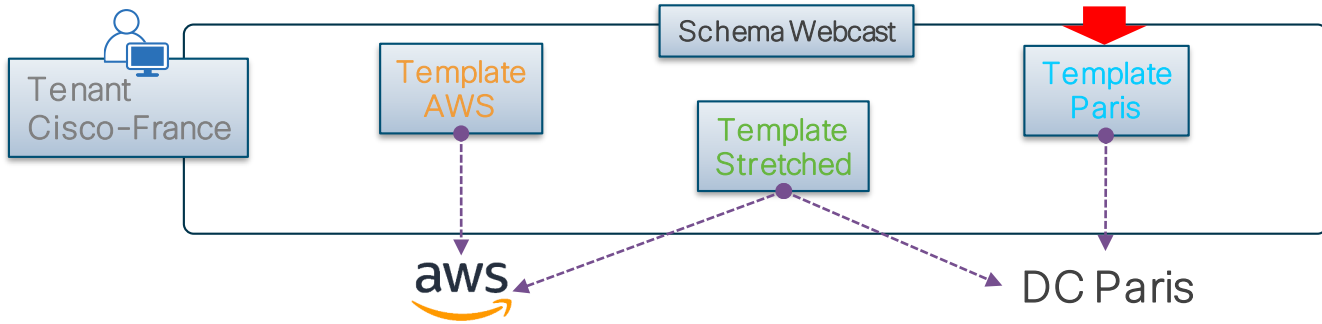 Schema Webcast
Tenant
Cisco-France
Template
AWS
Template
Stretched
Template
Paris
aws
DC Paris